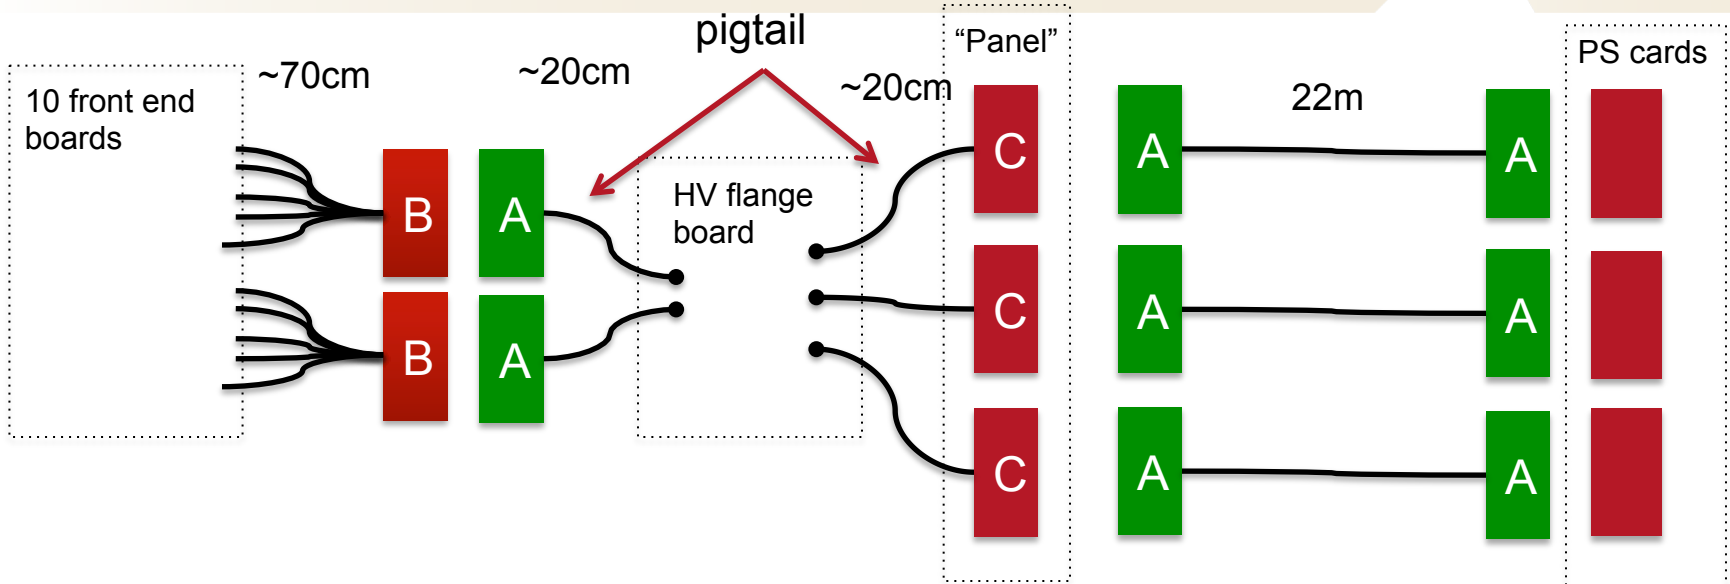 pigtail
“Panel”
PS cards
~70cm
~20cm
~20cm
22m
10 front end
boards
HV flange
board
B
A
C
A
A
B
A
C
A
A
C
A
A